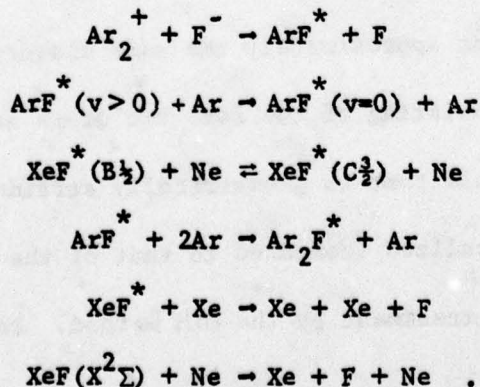 Ar₂⁺ + F⁻ → ArF* + F
ArF*(v > 0) + Ar → ArF*(v=0) + Ar
XeF*(B½) + Ne ⇌ XeF*(C3/2) + Ne
ArF* + 2Ar → Ar₂F* + Ar
XeF* + Xe → Xe + Xe + F
XeF(X²Σ) + Ne → Xe + F + Ne .